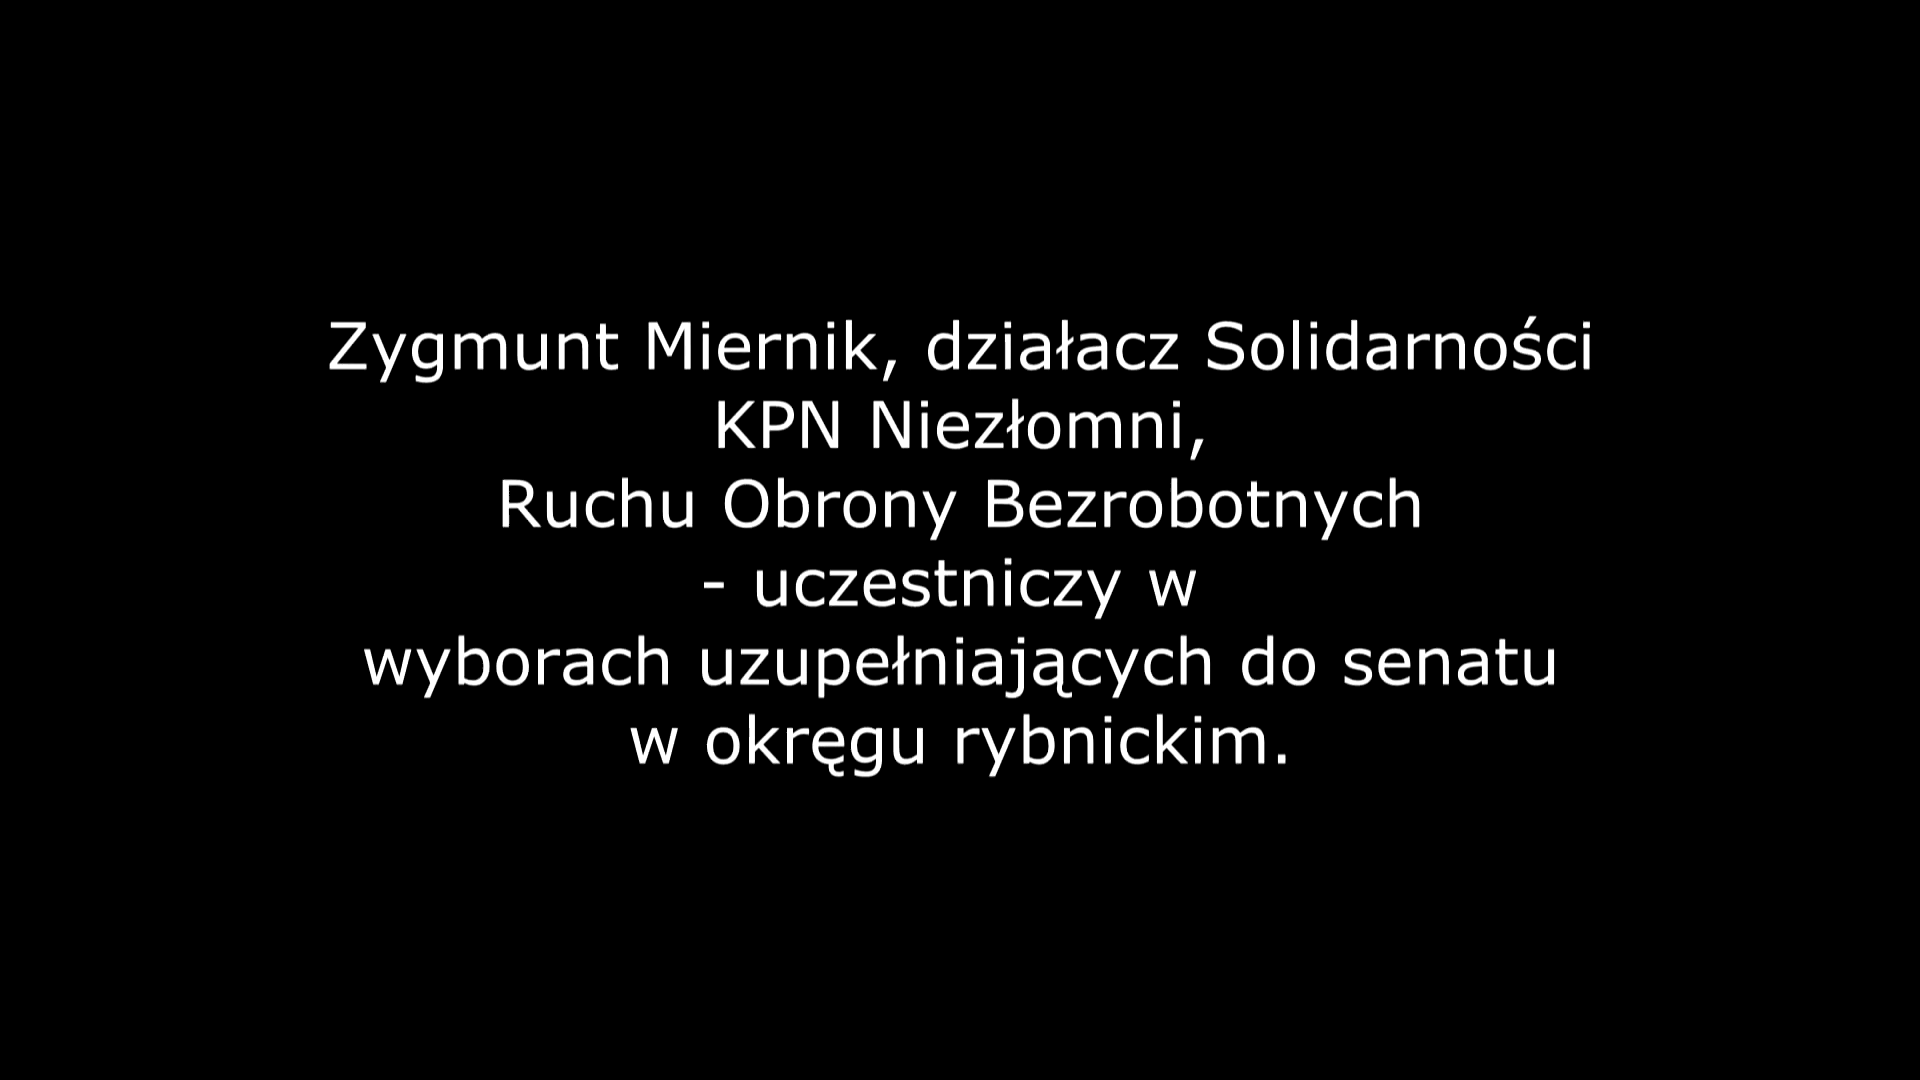 Zygmunt Miernik, działacz Solidarności
KPN Niezłomni,
Ruchu Obrony Bezrobotnych
- uczestniczy w
wyborach uzupełniających do senatu
w okręgu rybnickim.